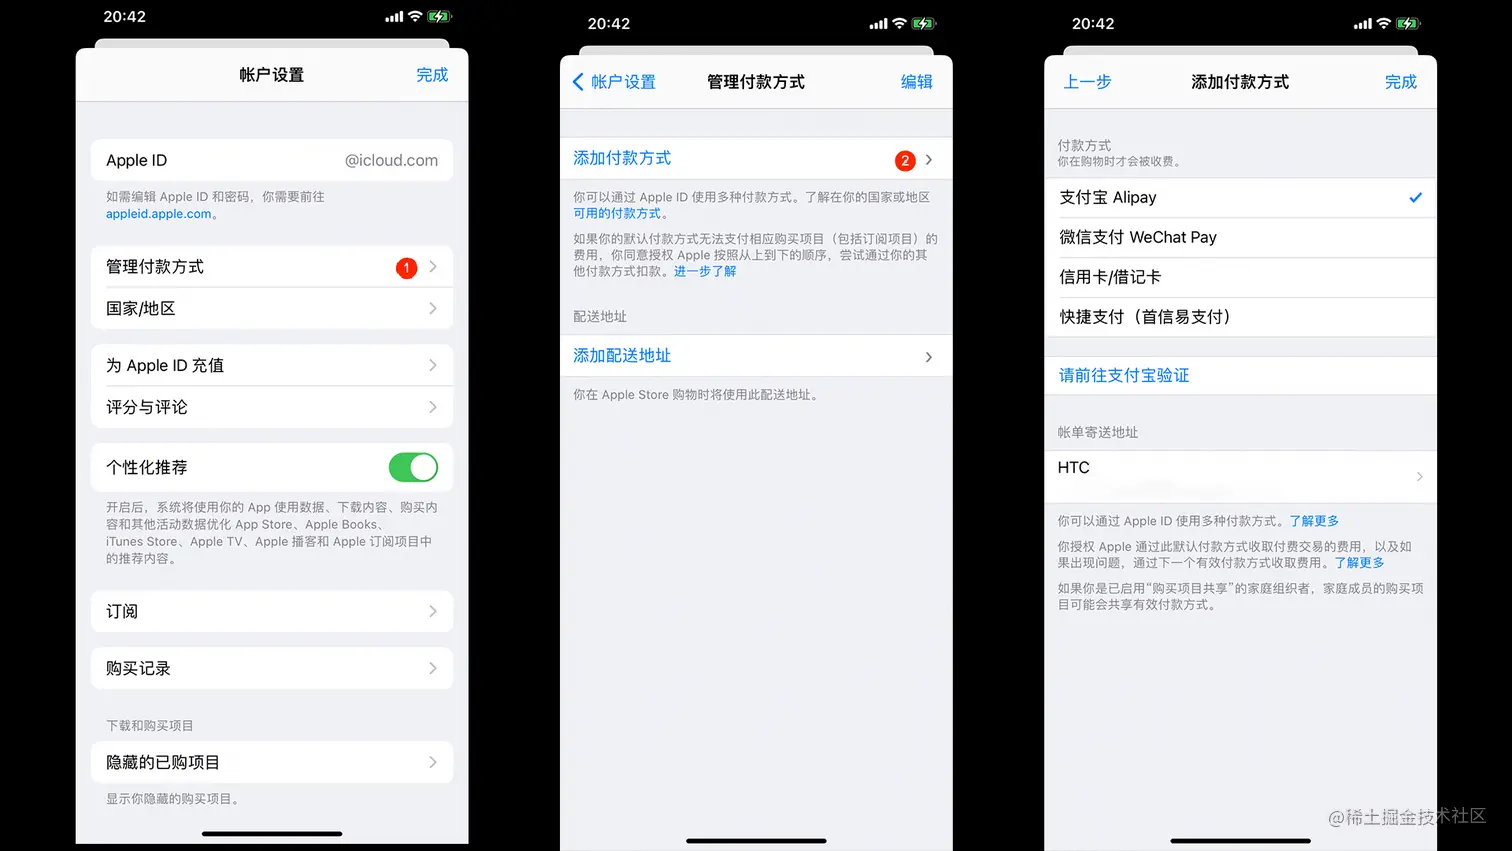 20:42
帐户设置
完成
Apple ID
@icloud.com
如需编辑 Apple ID 和密码，你需要前往
appleid.apple.com。
管理付款方式
1
国家/地区
为 Apple ID 充值
评分与评论
个性化推荐
开启后，系统将使用你的 App 使用数据、下载内容、购买内
容和其他活动数据优化 App Store、Apple Books、
iTunes Store、Apple TV、Apple 播客和 Apple 订阅项目中
的推荐内容。
订阅
购买记录
下载和购买项目
隐藏的已购项目
显示你隐藏的购买项目。
20:42
帐户设置
管理付款方式
编辑
添加付款方式
2
你可以通过 Apple ID 使用多种付款方式。了解在你的国家或地区
可用的付款方式。
如果你的默认付款方式无法支付相应购买项目（包括订阅项目）的
费用，你同意授权 Apple 按照从上到下的顺序，尝试通过你的其
他付款方式扣款。进一步了解
配送地址
添加配送地址
你在 Apple Store 购物时将使用此配送地址。
20:42
上一步
添加付款方式
完成
付款方式
你在购物时才会被收费。
支付宝 Alipay
微信支付 WeChat Pay
信用卡/借记卡
快捷支付（首信易支付）
请前往支付宝验证
帐单寄送地址
HTC
你可以通过 Apple ID 使用多种付款方式。了解更多
你授权 Apple 通过此默认付款方式收取付费交易的费用，以及如
果出现问题，通过下一个有效付款方式收取费用。了解更多
如果你是已启用“购买项目共享”的家庭组织者，家庭成员的购买项
目可能会共享有效付款方式。
@稀土掘金技术社区